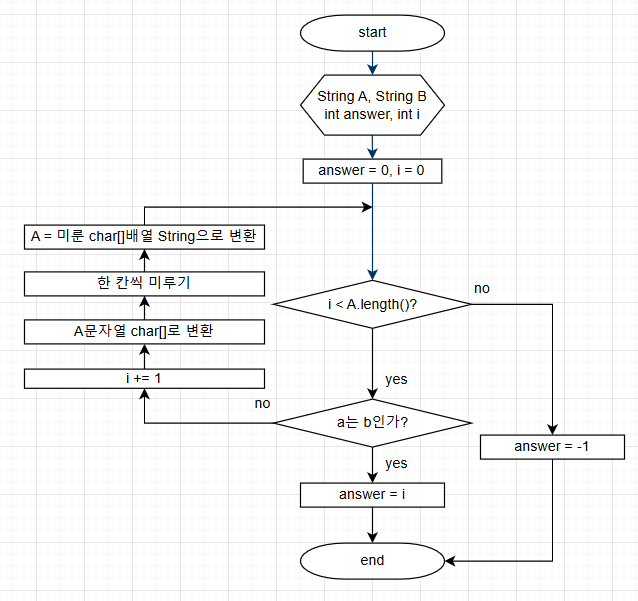 start
String A, String B
int answer, int i
answer = 0, i = 0
A = 미룬 char[]배열 String으로 변환
한 칸씩 미루기
i < A.length()?
no
A문자열 char[]로 변환
i += 1
yes
no
a는 b인가?
answer = -1
yes
answer = i
end